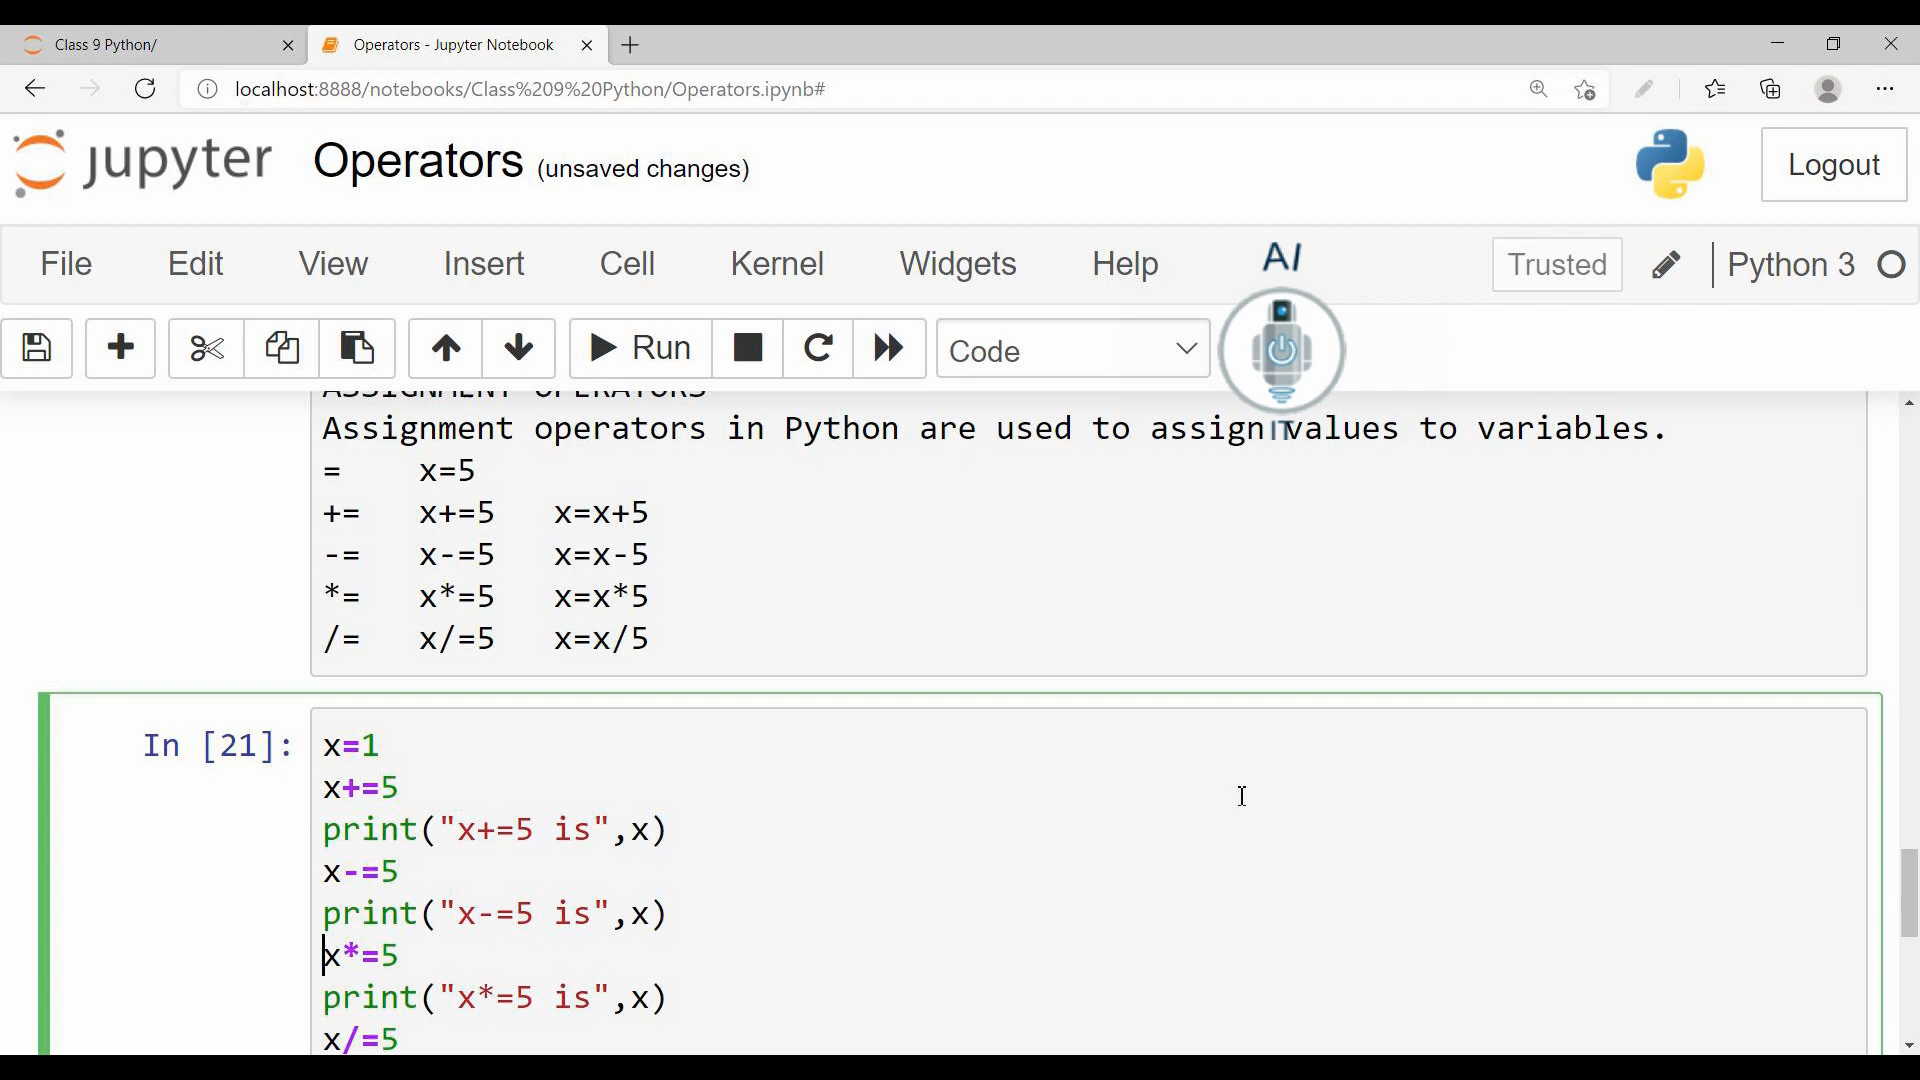 Class 9 Python/
Operators - Jupyter Notebook
localhost:8888/notebooks/Class%209%20Python/Operators.ipynb#
jupyter Operators (unsaved changes)
Logout
File Edit View Insert Cell Kernel Widgets Help
AI
Trusted
Python 3
Run
Code
ASSIGNMENT OPERATORS
Assignment operators in Python are used to assign values to variables.
IT
= x=5
+= x+=5 x=x+5
-= x-=5 x=x-5
*= x*=5 x=x*5
/= x/=5 x=x/5
In [21]: x=1
x+=5
print("x+=5 is",x)
x-=5
print("x-=5 is",x)
x*=5
print("x*=5 is",x)
x/=5